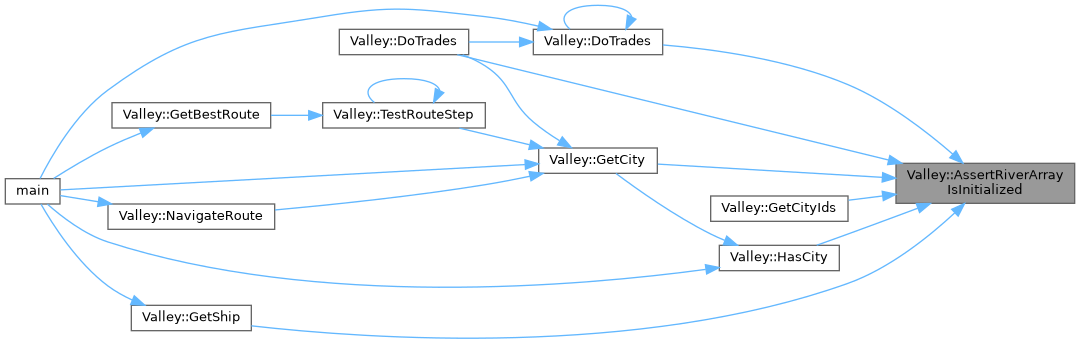 Valley::DoTrades
Valley::DoTrades
Valley::GetBestRoute
Valley::TestRouteStep
Valley::GetCity
main
Valley::AssertRiverArray
IsInitialized
Valley::NavigateRoute
Valley::GetCityIds
Valley::HasCity
Valley::GetShip